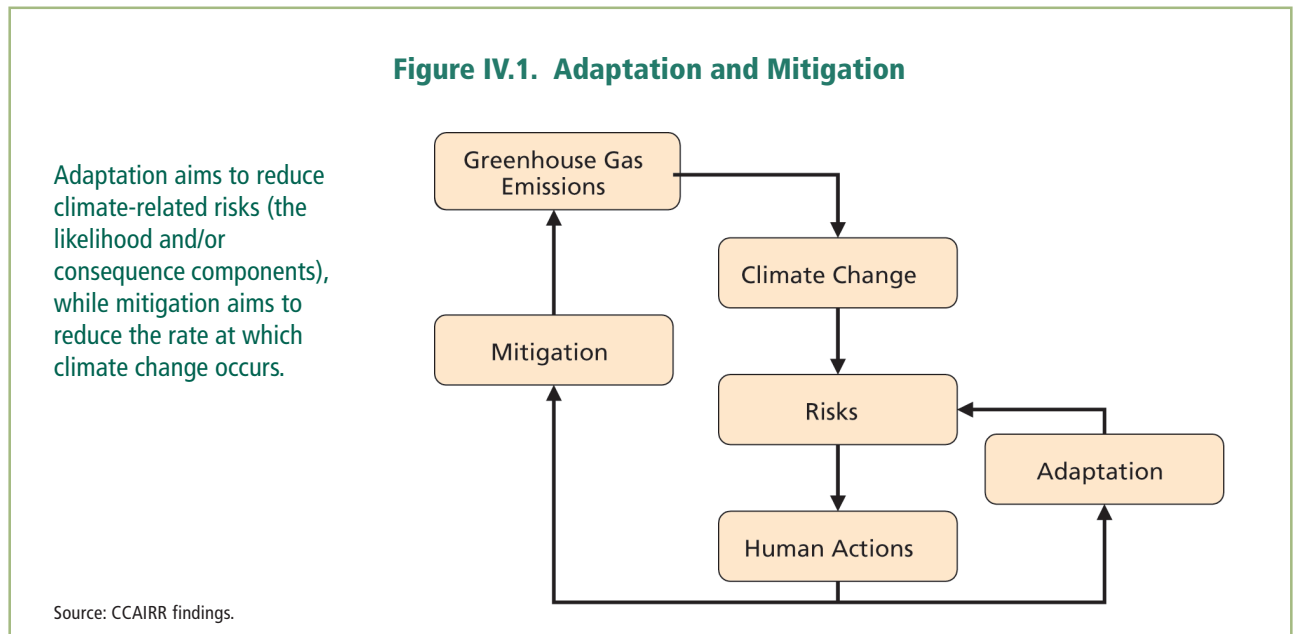 Figure IV.1. Adaptation and Mitigation
Adaptation aims to reduce
climate-related risks (the
likelihood and/or
consequence components),
while mitigation aims to
reduce the rate at which
climate change occurs.
Greenhouse Gas
Emissions
Climate Change
Mitigation
Risks
Adaptation
Human Actions
Source: CCAIRR findings.